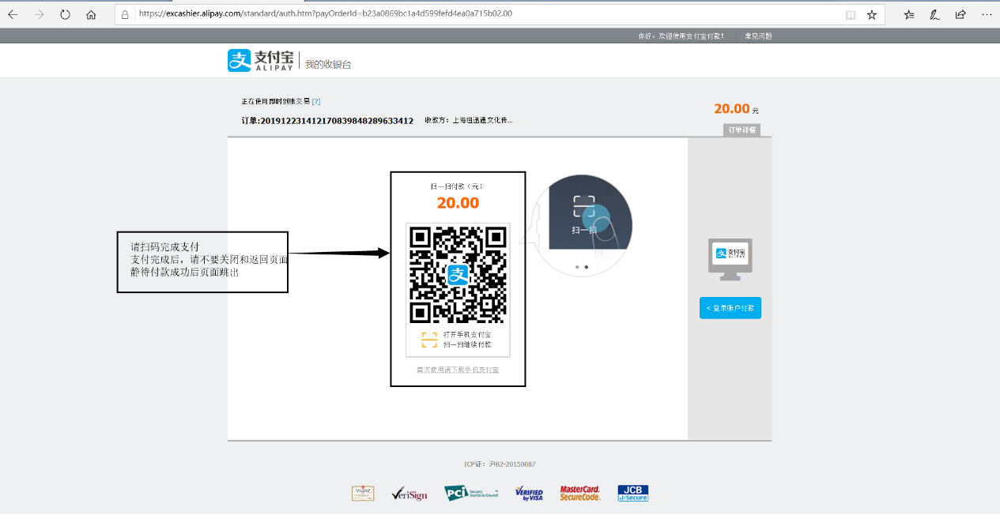 https://excashier.alipay.com/standard/auth.htm?payOrderId=b23a0869bc1a4d599fefd4ea0a715b02.00
你好，欢迎使用支付宝付款！ 常见问题
支付宝
ALIPAY
我的收银台
正在使用即时到账交易 [?]
订单:2019122314121708398482896​33412 收款方：上海纽迅通文化传...
20.00 元
订单详情
扫一扫付款（元）
20.00
支
打开手机支付宝
扫一扫继续付款
首次使用请下载手机支付宝
请扫码完成支付
支付完成后，请不要关闭和返回页面
静待付款成功后页面跳出
扫一扫
支付宝
ALIPAY
< 登录账户付款
ICP证：沪B2-20150087
VeriSign
PCI Security Standards Council
VERIFIED by VISA
MasterCard. SecureCode.
JCB J/Secure